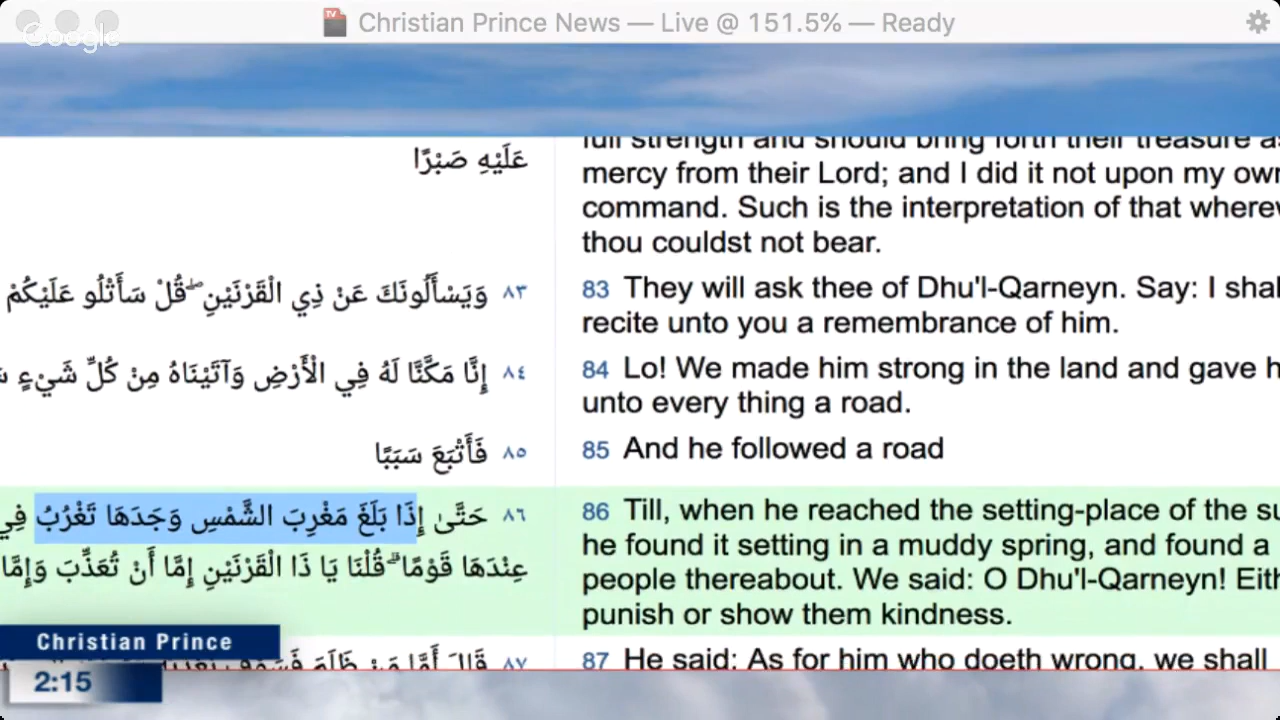 Google
Christian Prince News — Live @ 151.5% — Ready
عَلَيْهِ صَبْرًا
٨٣ وَيَسْأَلُونَكَ عَنْ ذِي الْقَرْنَيْنِ ۖ قُلْ سَأَتْلُو عَلَيْكُمْ
٨٤ إِنَّا مَكَّنَّا لَهُ فِي الْأَرْضِ وَآتَيْنَاهُ مِنْ كُلِّ شَيْءٍ
٨٥ فَأَتْبَعَ سَبَبًا
٨٦ حَتَّىٰ إِذَا بَلَغَ مَغْرِبَ الشَّمْسِ وَجَدَهَا تَغْرُبُ فِي
عِنْدَهَا قَوْمًا ۗ قُلْنَا يَا ذَا الْقَرْنَيْنِ إِمَّا أَنْ تُعَذِّبَ وَإِمَّا
٨٧ قَالَ أَمَّا مَنْ ظَلَمَ فَسَوْفَ نُعَذِّبُهُ
full strength and should bring forth their treasure as
mercy from their Lord; and I did it not upon my own
command. Such is the interpretation of that wherew
thou couldst not bear.
83 They will ask thee of Dhu'l-Qarneyn. Say: I shal
recite unto you a remembrance of him.
84 Lo! We made him strong in the land and gave h
unto every thing a road.
85 And he followed a road
86 Till, when he reached the setting-place of the su
he found it setting in a muddy spring, and found a
people thereabout. We said: O Dhu'l-Qarneyn! Eith
punish or show them kindness.
87 He said: As for him who doeth wrong, we shall
Christian Prince
2:15